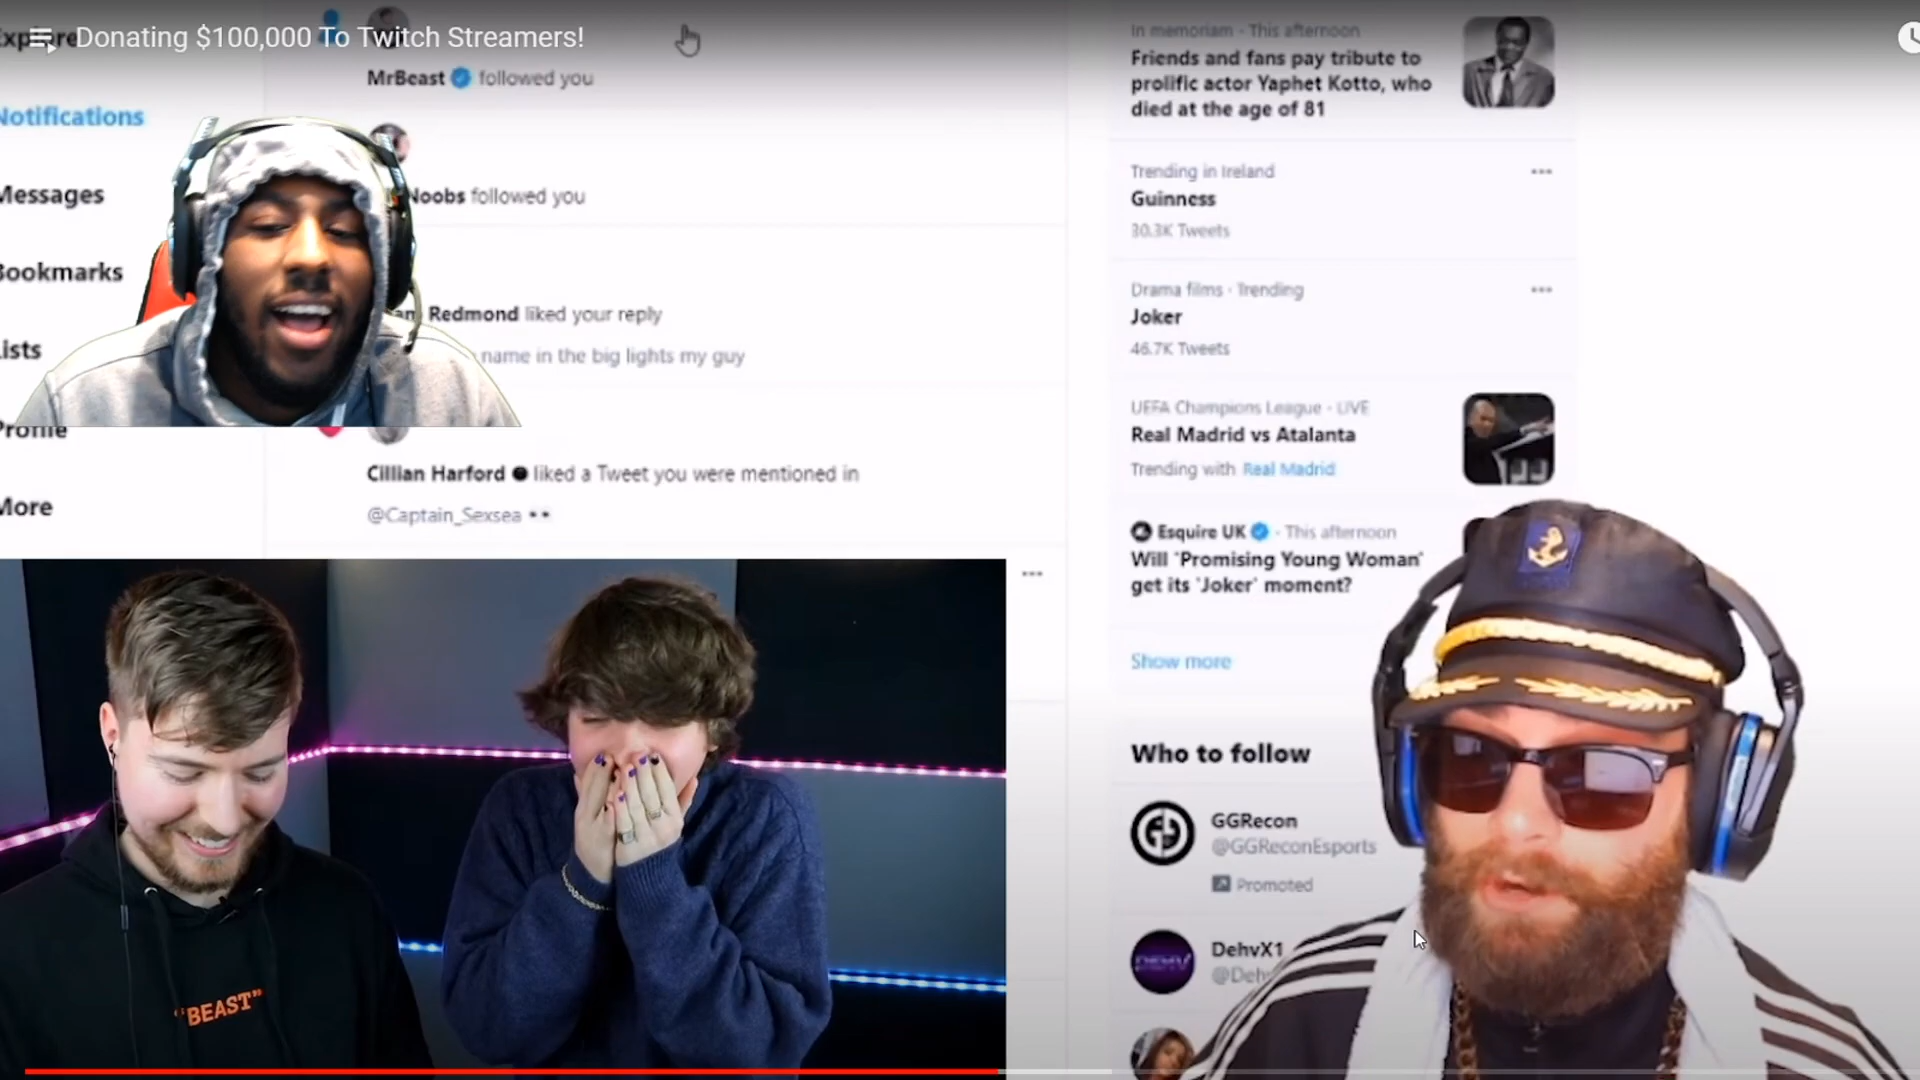 Explore
Donating $100,000 To Twitch Streamers!
MrBeast followed you
Notifications
Noobs followed you
Messages
Bookmarks
Redmond liked your reply
name in the big lights my guy
Lists
Profile
Cillian Harford liked a Tweet you were mentioned in
@Captain_Sexsea
More
"BEAST"
In memoriam · This afternoon
Friends and fans pay tribute to
prolific actor Yaphet Kotto, who
died at the age of 81
Trending in Ireland
Guinness
30.3K Tweets
Drama films · Trending
Joker
46.7K Tweets
UEFA Champions League · LIVE
Real Madrid vs Atalanta
Trending with Real Madrid
Esquire UK · This afternoon
Will 'Promising Young Woman'
get its 'Joker' moment?
Show more
Who to follow
GGRecon
@GGReconEsports
Promoted
DehvX1
@Dehv